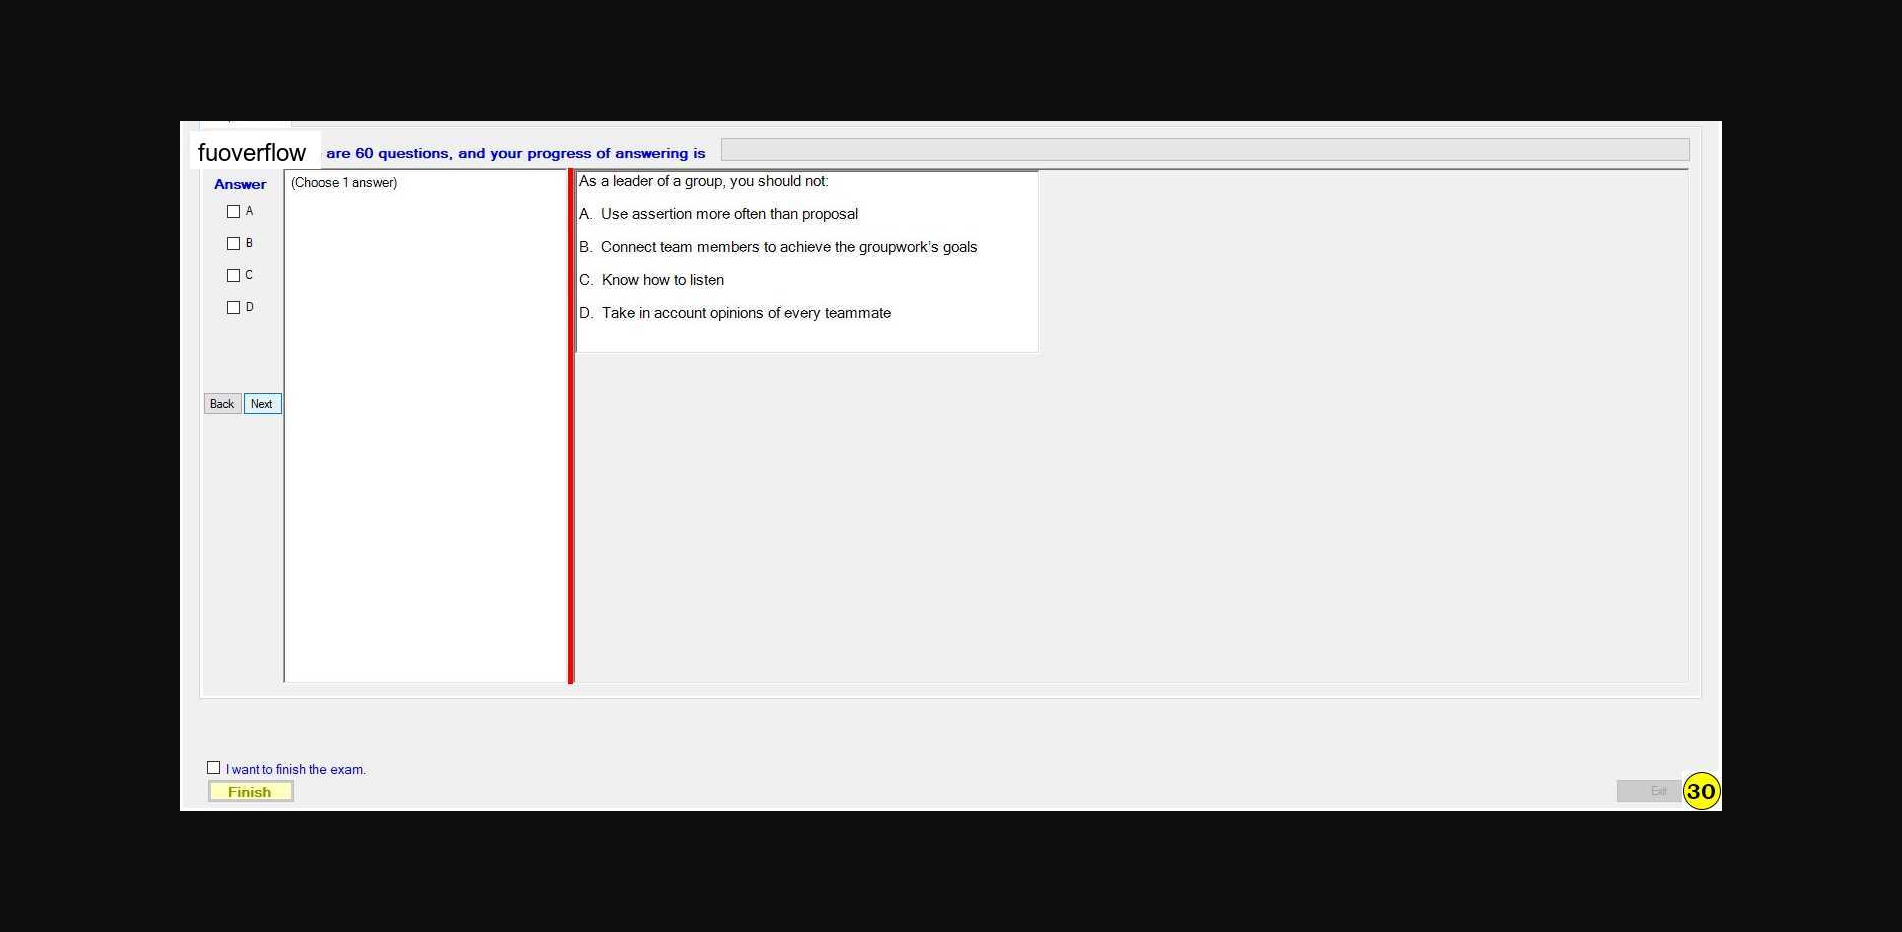 fuoverflow are 60 questions, and your progress of answering is
Answer
(Choose 1 answer)
A
B
C
D
Back Next
As a leader of a group, you should not:
A. Use assertion more often than proposal
B. Connect team members to achieve the groupwork's goals
C. Know how to listen
D. Take in account opinions of every teammate
I want to finish the exam.
Finish
Exit
30